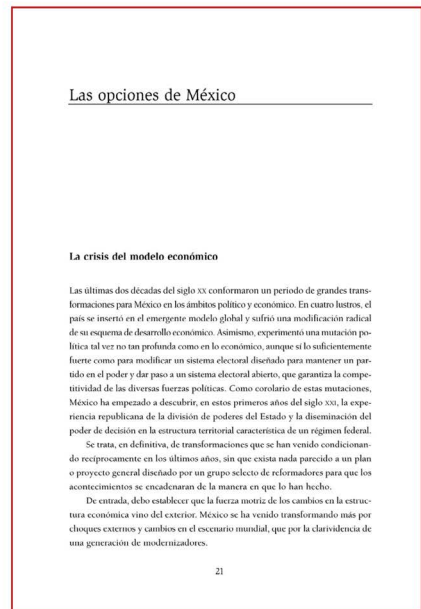 Las opciones de México
La crisis del modelo económico
Las últimas dos décadas del siglo XX conformaron un periodo de grandes trans-
formaciones para México en los ámbitos político y económico. En cuatro lustros, el
país se insertó en el emergente modelo global y sufrió una modificación radical
de su esquema de desarrollo económico. Asimismo, experimentó una mutación po-
lítica tal vez no tan profunda como en lo económico, aunque sí lo suficientemente
fuerte como para modificar un sistema electoral diseñado para mantener un par-
tido en el poder y dar paso a un sistema electoral abierto, que garantiza la compe-
titividad de las diversas fuerzas políticas. Como corolario de estas mutaciones,
México ha empezado a descubrir, en estos primeros años del siglo XXI, la expe-
riencia republicana de la división de poderes del Estado y la diseminación del
poder de decisión en la estructura territorial característica de un régimen federal.
Se trata, en definitiva, de transformaciones que se han venido condicionan-
do recíprocamente en los últimos años, sin que exista nada parecido a un plan
o proyecto general diseñado por un grupo selecto de reformadores para que los
acontecimientos se encadenaran de la manera en que lo han hecho.
De entrada, debo establecer que la fuerza motriz de los cambios en la estruc-
tura económica vino del exterior. México se ha venido transformando más por
choques externos y cambios en el escenario mundial, que por la clarividencia de
una generación de modernizadores.
21